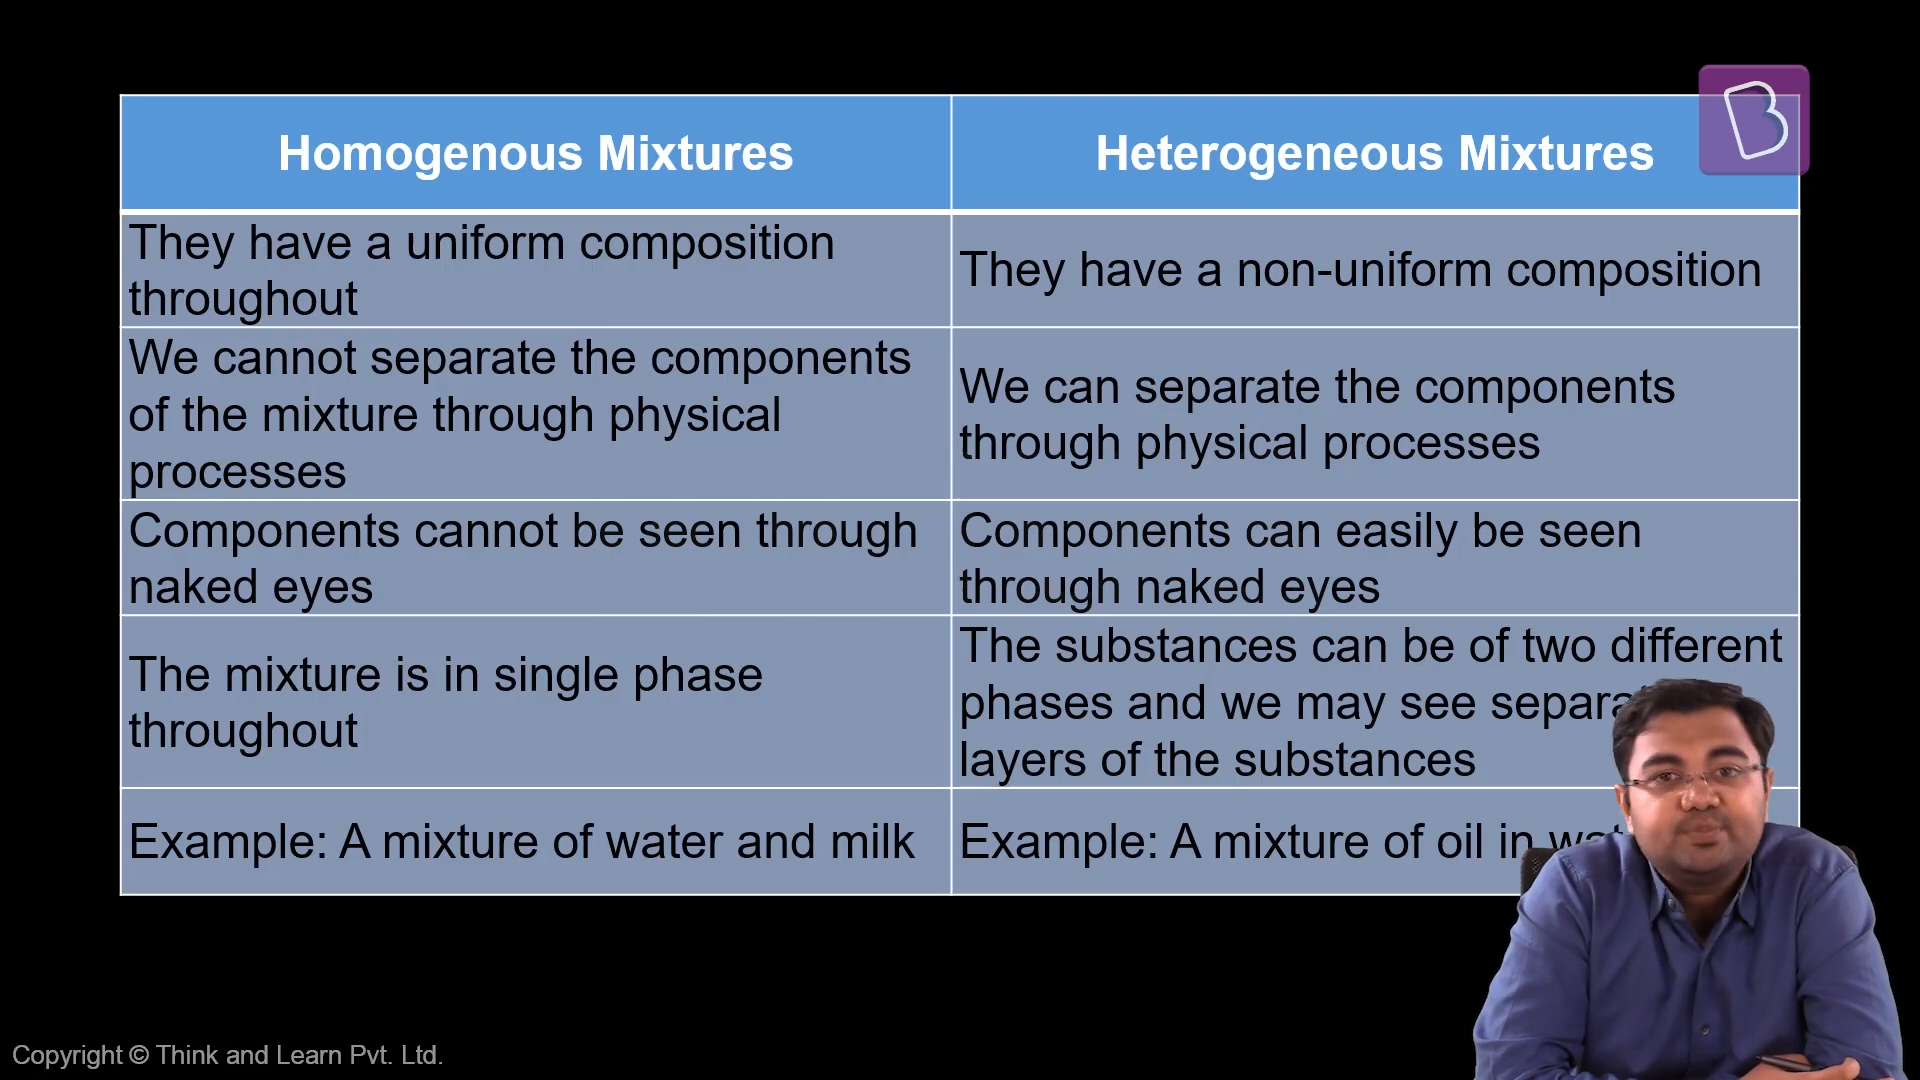 Homogenous Mixtures
Heterogeneous Mixtures
They have a uniform composition
throughout
They have a non-uniform composition
We cannot separate the components
of the mixture through physical
processes
We can separate the components
through physical processes
Components cannot be seen through
naked eyes
Components can easily be seen
through naked eyes
The mixture is in single phase
throughout
The substances can be of two different
phases and we may see
layers of the substances
Example: A mixture of water and milk
Example: A mixture of oil in
Copyright © Think and Learn Pvt. Ltd.